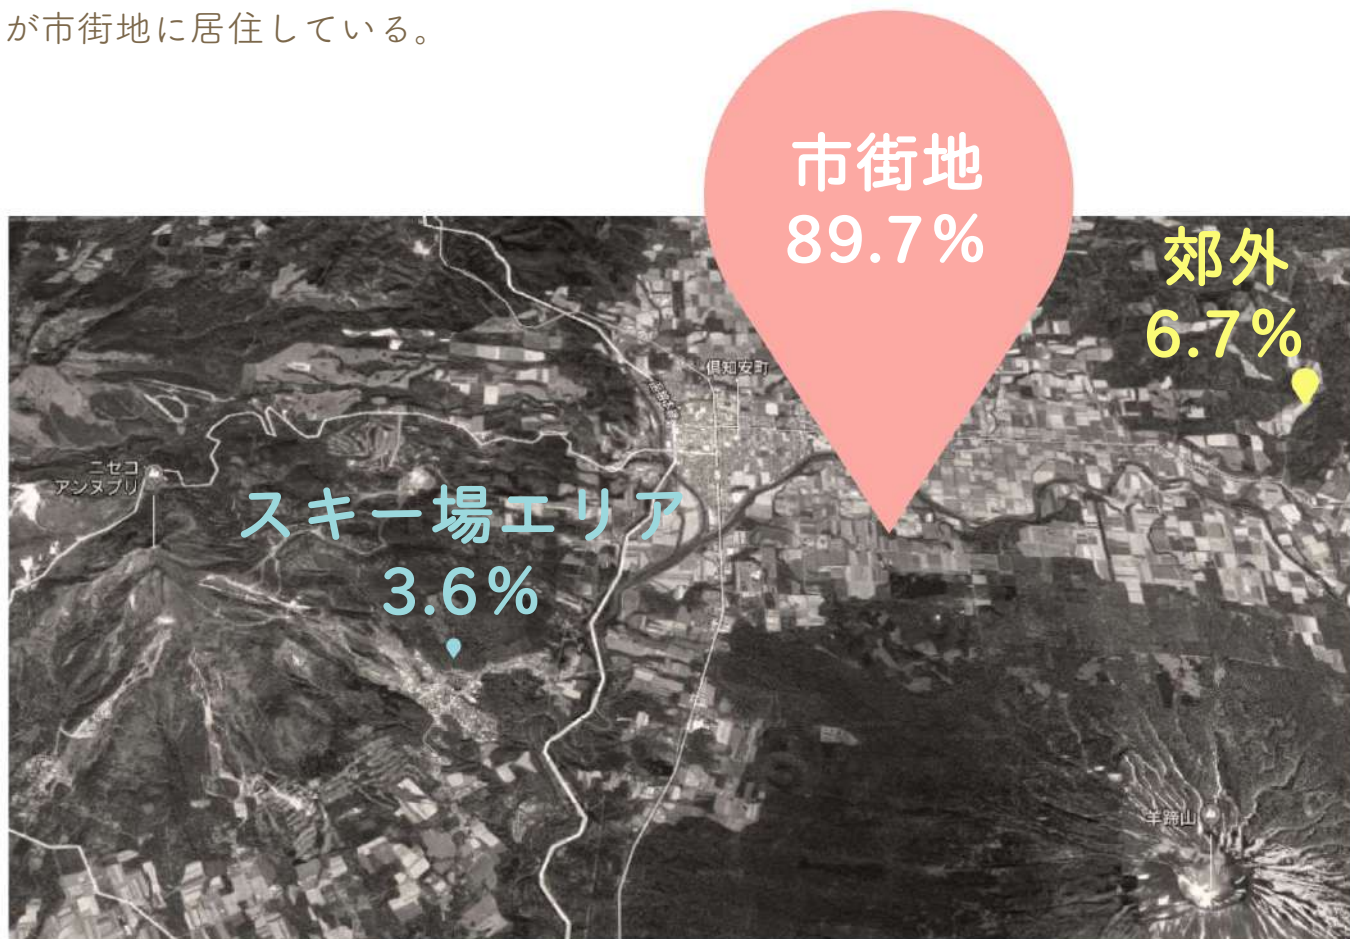 が市街地に居住している。
市街地
89.7%
郊外
6.7%
倶知安町
ニセコ
アンヌプリ
スキー場エリア
3.6%
羊蹄山